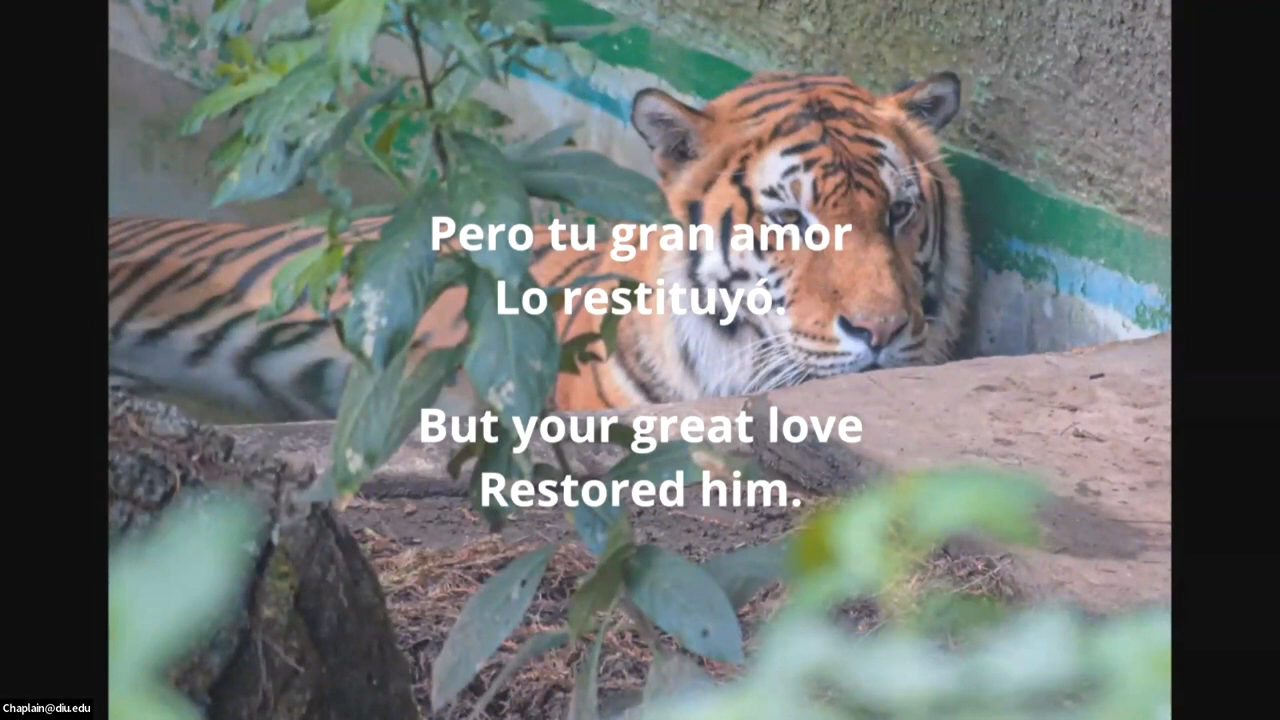 Pero tu gran amor
Lo restituyó.
But your great love
Restored him.
Chaplain@diu.edu